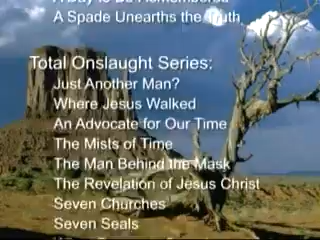 A Day to Be Remembered
A Spade Unearths the Truth
Total Onslaught Series:
Just Another Man?
Where Jesus Walked
An Advocate for Our Time
The Mists of Time
The Man Behind the Mask
The Revelation of Jesus Christ
Seven Churches
Seven Seals